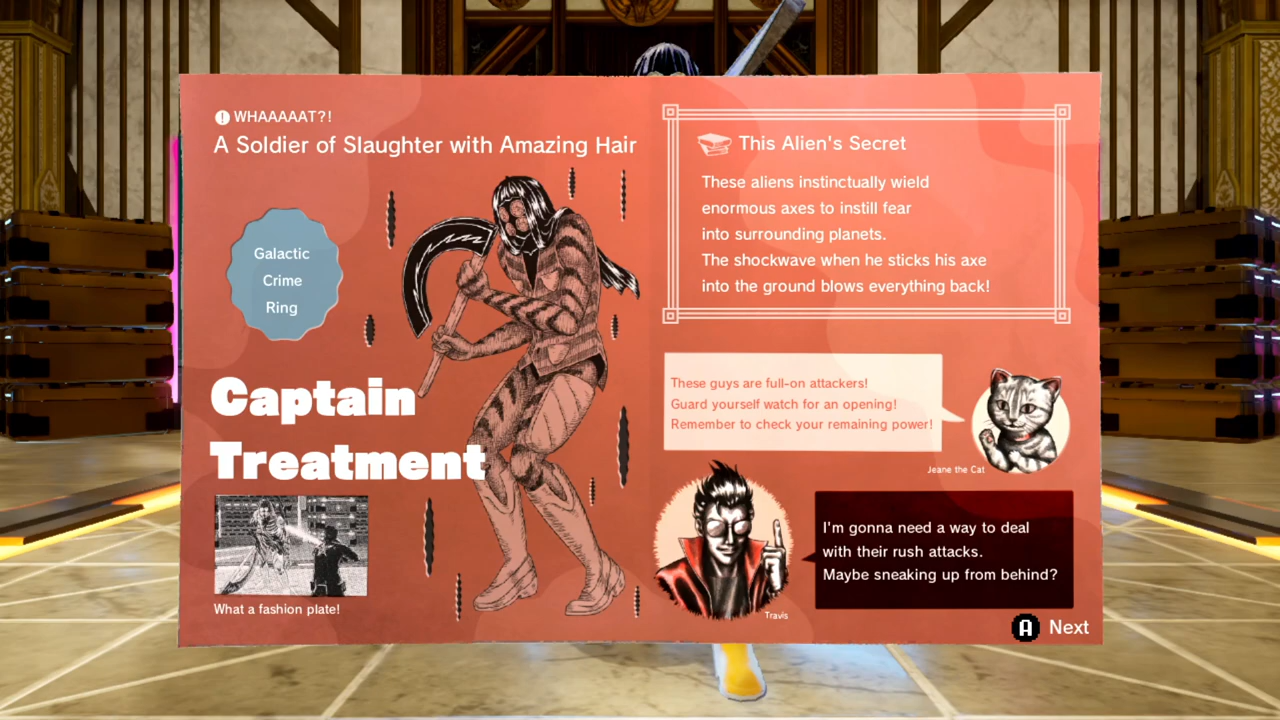 WHAAAAAT?!
A Soldier of Slaughter with Amazing Hair
Galactic
Crime
Ring
Captain
Treatment
What a fashion plate!
This Alien's Secret
These aliens instinctually wield
enormous axes to instill fear
into surrounding planets.
The shockwave when he sticks his axe
into the ground blows everything back!
These guys are full-on attackers!
Guard yourself watch for an opening!
Remember to check your remaining power!
Jeane the Cat
I'm gonna need a way to deal
with their rush attacks.
Maybe sneaking up from behind?
Travis
A Next